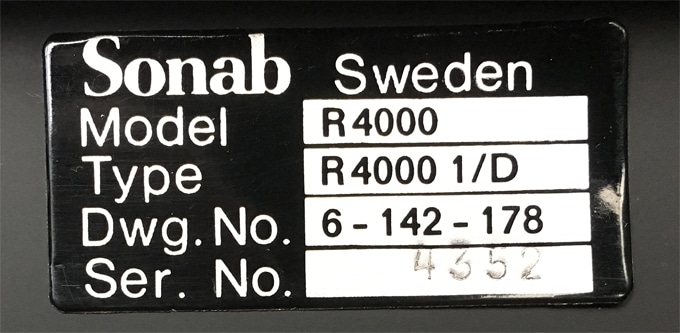 Sonab Sweden
Model R4000
Type R4000 1/D
Dwg. No. 6-142-178
Ser. No. 4352